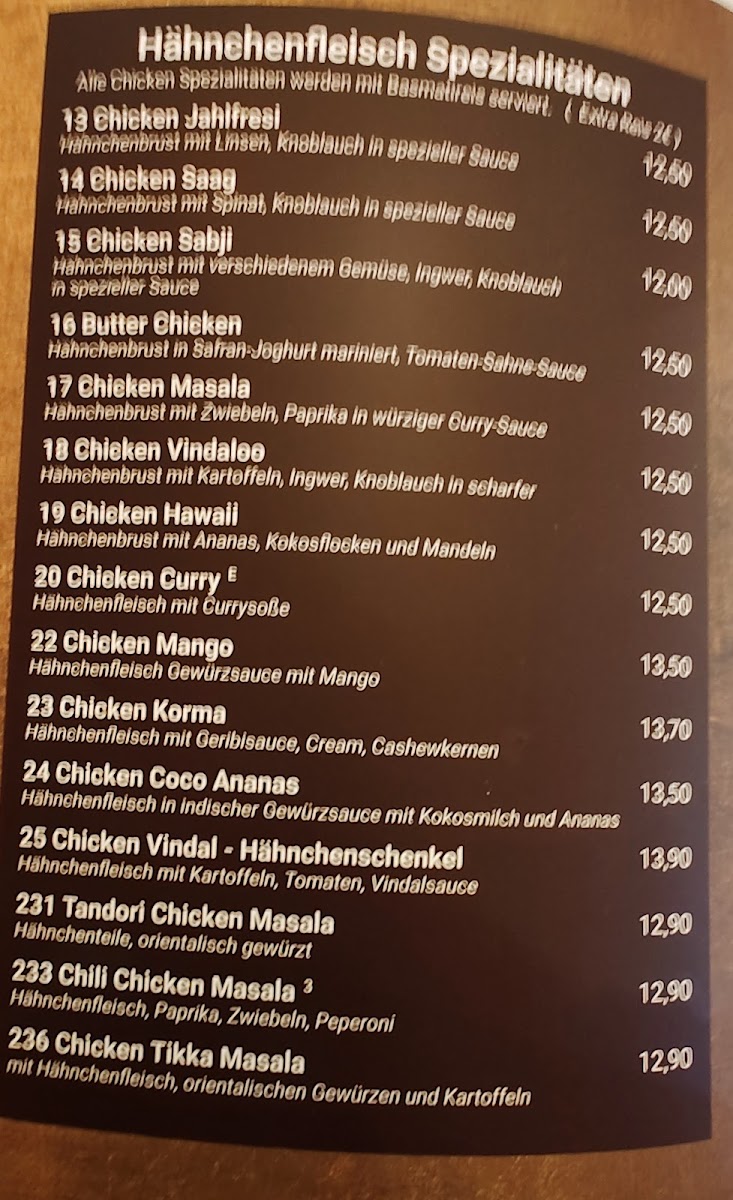 Hähnchenfleisch Spezialitäten
Alle Chicken Spezialitäten werden mit Basmatireis serviert. ( Extra Reis 2€)
13 Chicken Jahlfresi 12,50
Hähnchenbrust mit Linsen, Knoblauch in spezieller Sauce
14 Chicken Saag 12,50
Hähnchenbrust mit Spinat, Knoblauch in spezieller Sauce
15 Chicken Sabji 12,00
Hähnchenbrust mit verschiedenem Gemüse, Ingwer, Knoblauch
in spezieller Sauce
16 Butter Chicken 12,50
Hähnchenbrust in Safran-Joghurt mariniert, Tomaten-Sahne-Sauce
17 Chicken Masala 12,50
Hähnchenbrust mit Zwiebeln, Paprika in würziger Curry-Sauce
18 Chicken Vindaloo 12,50
Hähnchenbrust mit Kartoffeln, Ingwer, Knoblauch in scharfer
19 Chicken Hawaii 12,50
Hähnchenbrust mit Ananas, Kokosflocken und Mandeln
20 Chicken Curry E 12,50
Hähnchenfleisch mit Currysoße
22 Chicken Mango 13,50
Hähnchenfleisch Gewürzsauce mit Mango
23 Chicken Korma 13,70
Hähnchenfleisch mit Geribisauce, Cream, Cashewkernen
24 Chicken Coco Ananas 13,50
Hähnchenfleisch in indischer Gewürzsauce mit Kokosmilch und Ananas
25 Chicken Vindal - Hähnchenschenkel 13,90
Hähnchenfleisch mit Kartoffeln, Tomaten, Vindalsauce
231 Tandori Chicken Masala 12,90
Hähnchenteile, orientalisch gewürzt
233 Chili Chicken Masala 3 12,90
Hähnchenfleisch, Paprika, Zwiebeln, Peperoni
236 Chicken Tikka Masala 12,90
mit Hähnchenfleisch, orientalischen Gewürzen und Kartoffeln